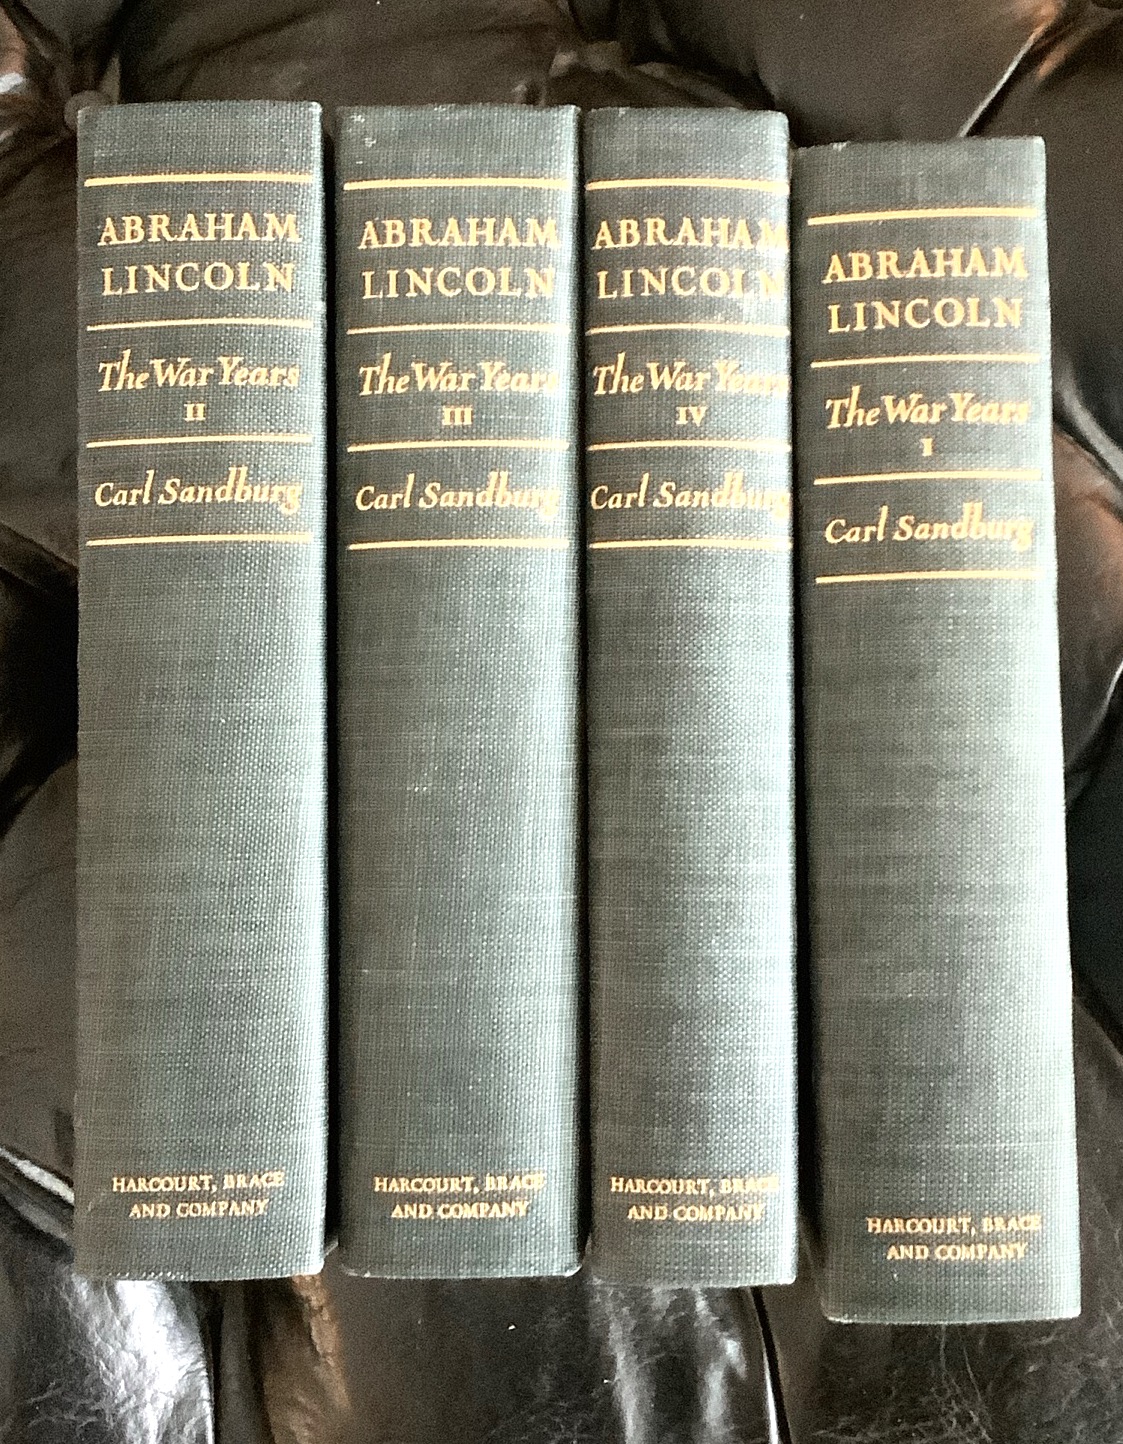 ABRAHAM
LINCOLN
The War Years
II
Carl Sandburg
HARCOURT, BRACE
AND COMPANY
ABRAHAM
LINCOLN
The War Years
III
Carl Sandburg
HARCOURT, BRACE
AND COMPANY
ABRAHAM
LINCOLN
The War Years
IV
Carl Sandburg
HARCOURT, BRACE
AND COMPANY
ABRAHAM
LINCOLN
The War Years
I
Carl Sandburg
HARCOURT, BRACE
AND COMPANY